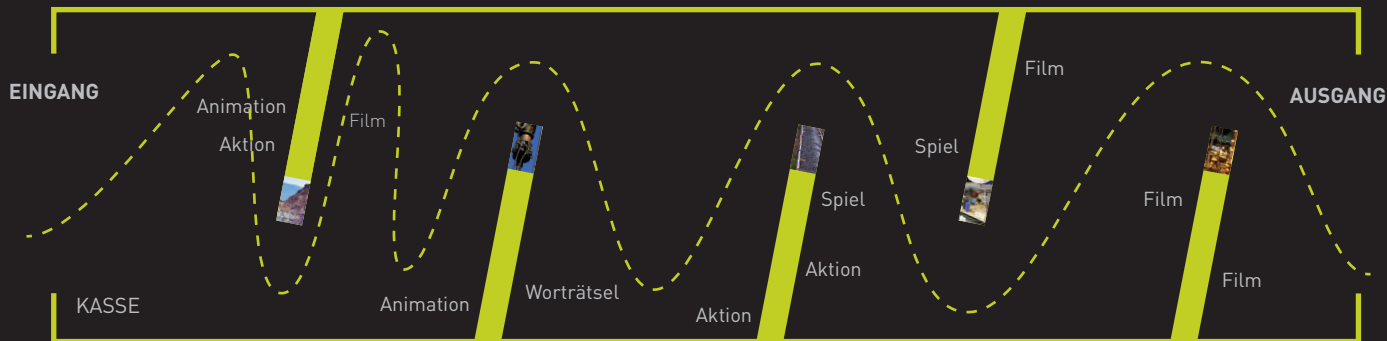 EINGANG
KASSE
Animation
Aktion
Film
Animation
Worträtsel
Aktion
Aktion
Spiel
Spiel
Film
Film
Film
AUSGANG